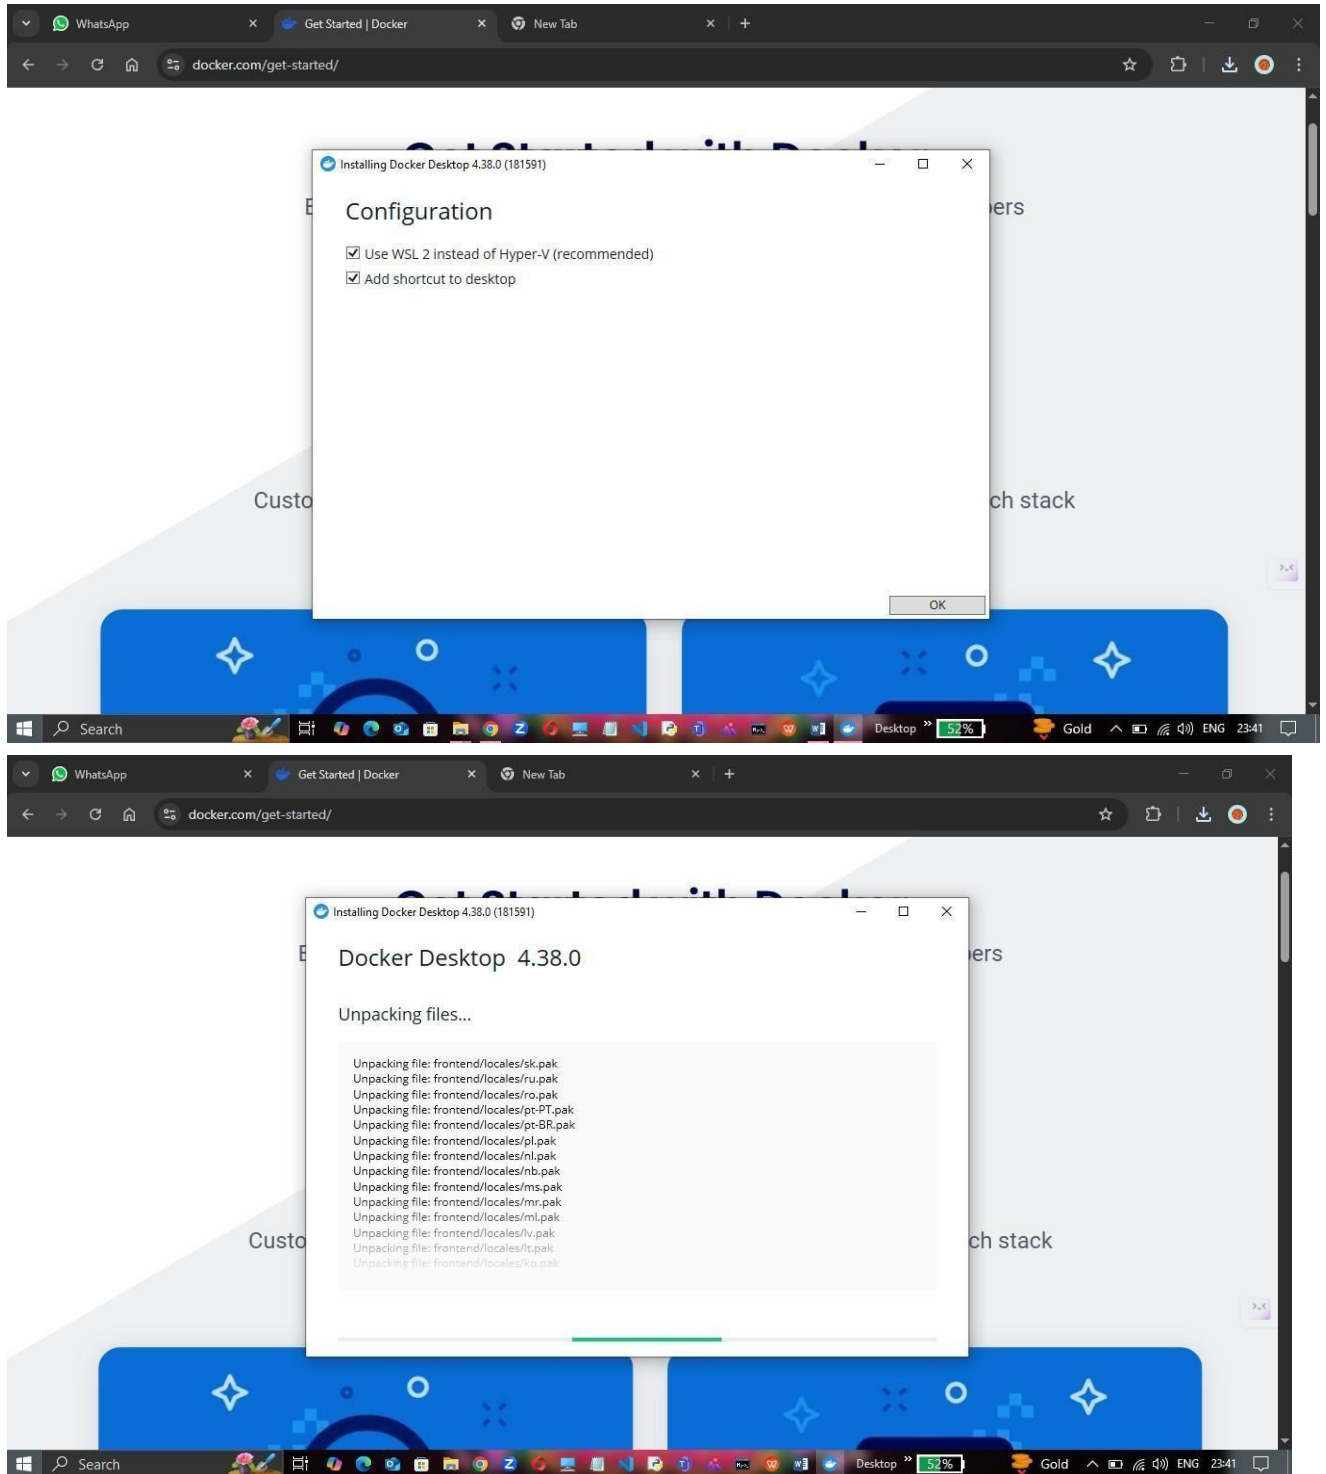 WhatsApp Get Started | Docker New Tab
docker.com/get-started/
Installing Docker Desktop 4.38.0 (181591)
Configuration
ers
Use WSL 2 instead of Hyper-V (recommended)
Add shortcut to desktop
Custo ch stack
OK
Search Desktop 52% Gold ENG 23:41
WhatsApp Get Started | Docker New Tab
docker.com/get-started/
Installing Docker Desktop 4.38.0 (181591)
Docker Desktop 4.38.0
ers
Unpacking files...
Unpacking file: frontend/locales/sk.pak
Unpacking file: frontend/locales/ru.pak
Unpacking file: frontend/locales/ro.pak
Unpacking file: frontend/locales/pt-PT.pak
Unpacking file: frontend/locales/pt-BR.pak
Unpacking file: frontend/locales/pl.pak
Unpacking file: frontend/locales/nl.pak
Unpacking file: frontend/locales/nb.pak
Unpacking file: frontend/locales/ms.pak
Unpacking file: frontend/locales/mr.pak
Unpacking file: frontend/locales/ml.pak
Unpacking file: frontend/locales/lv.pak
Unpacking file: frontend/locales/lt.pak
Unpacking file: frontend/locales/ko.pak
Custo ch stack
Search Desktop 52% Gold ENG 23:41